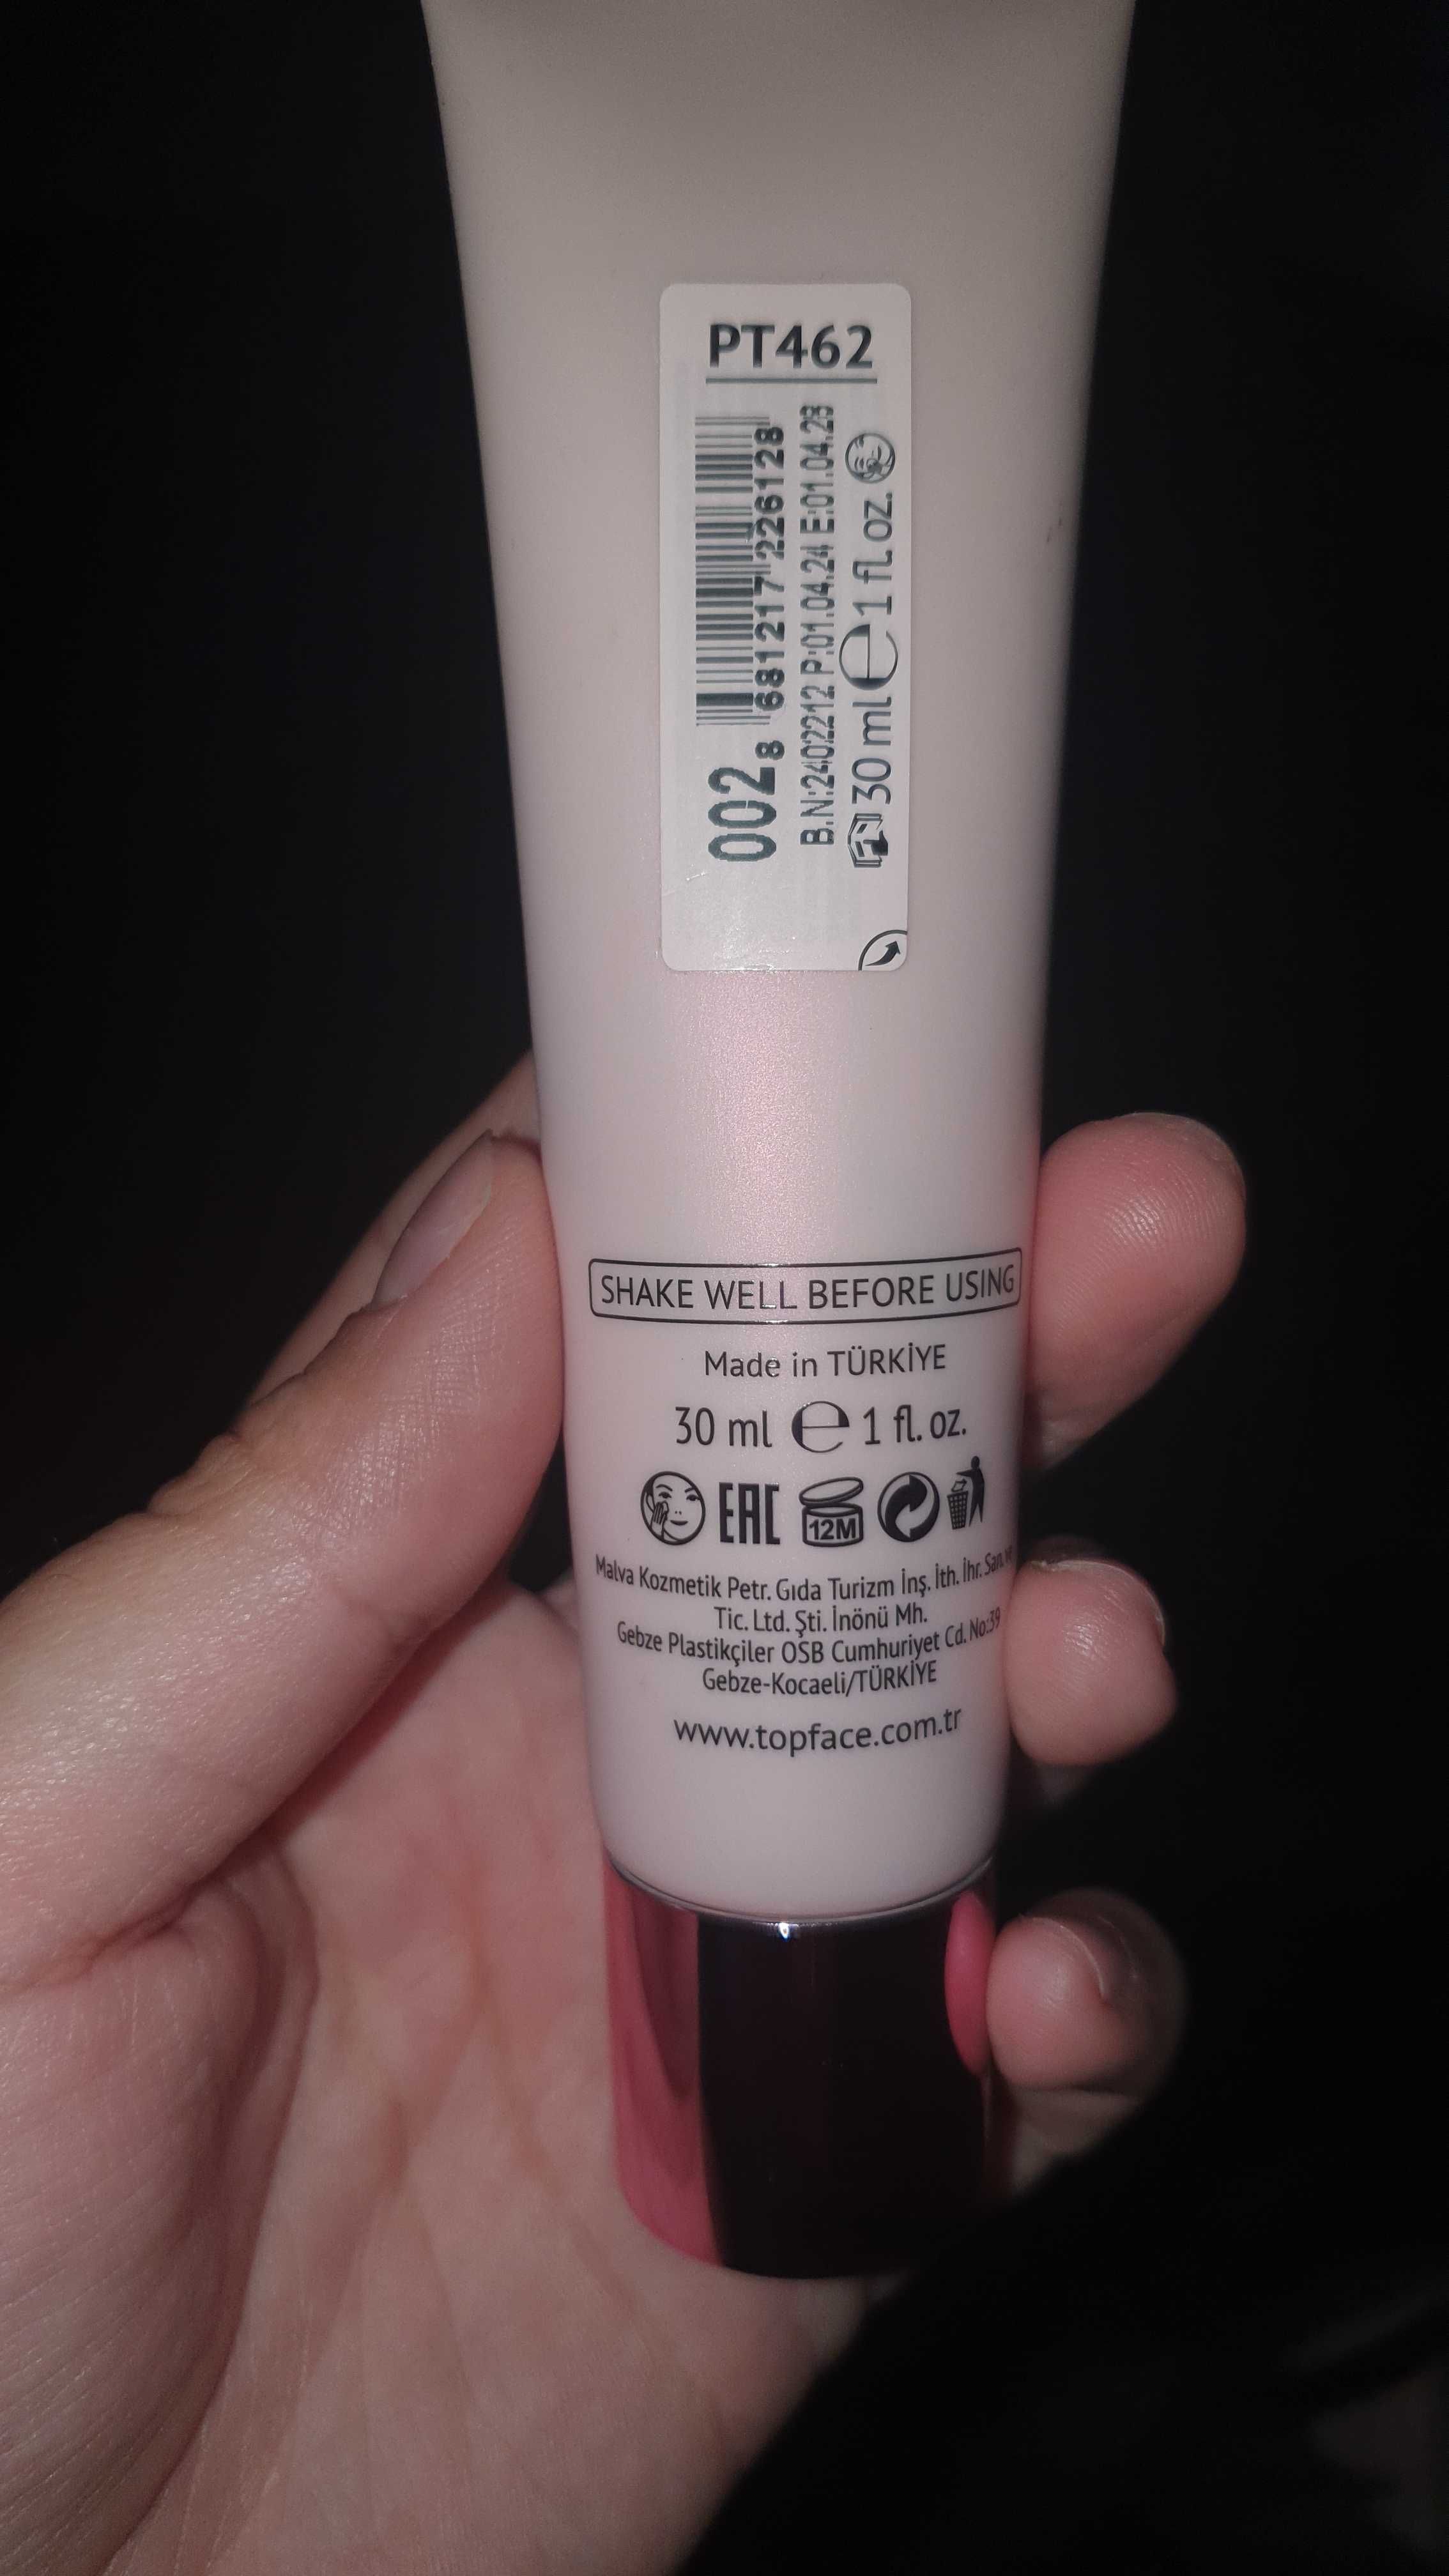 PT462
002
8 681217 226128
B.N:2402212 P:01.04.24 E:01.04.28
30 ml e 1 fl.oz.
SHAKE WELL BEFORE USING
Made in TÜRKİYE
30 ml e 1 fl. oz.
EAC 12M
Malva Kozmetik Petr. Gıda Turizm İnş. İth. İhr. San. ve
Tic. Ltd. Şti. İnönü Mh.
Gebze Plastikçiler OSB Cumhuriyet Cd. No:39
Gebze-Kocaeli/TÜRKİYE
www.topface.com.tr